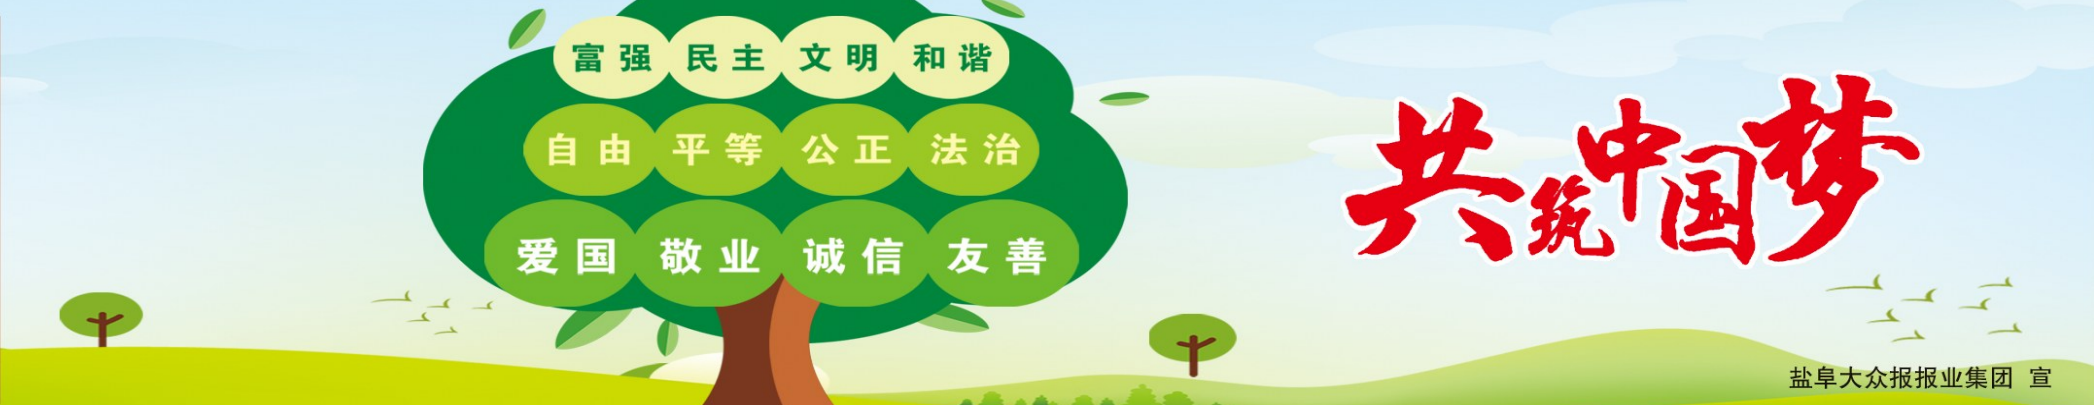 富强 民主 文明 和谐
自由 平等 公正 法治
爱国 敬业 诚信 友善
共筑中国梦
盐阜大众报报业集团 宣